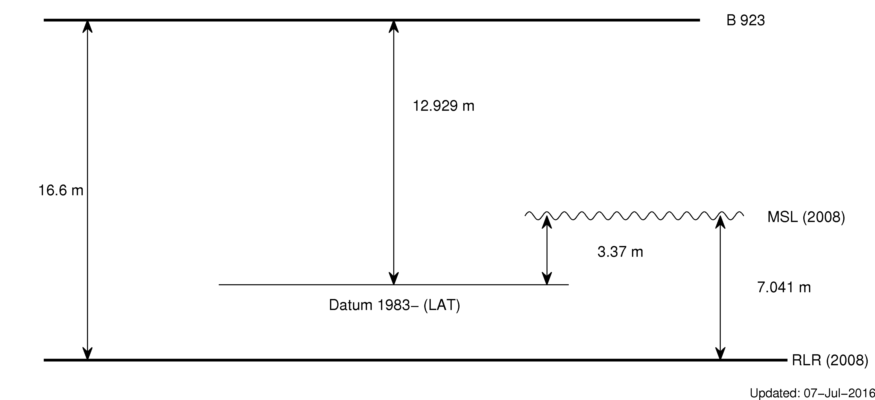 B 923
12.929 m
16.6 m
MSL (2008)
3.37 m
7.041 m
Datum 1983− (LAT)
RLR (2008)
Updated: 07−Jul−2016